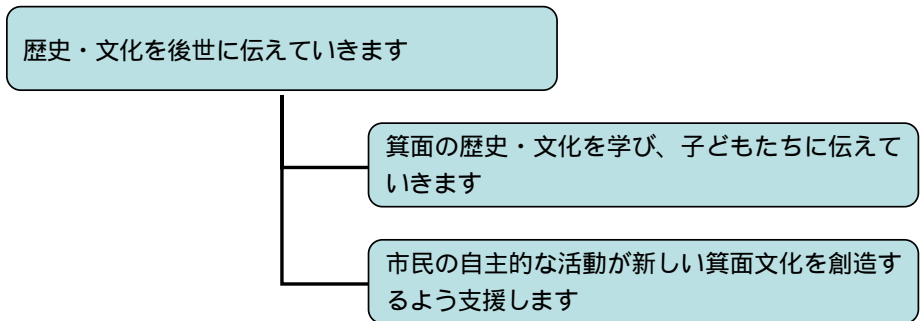 歴史・文化を後世に伝えていきます
箕面の歴史・文化を学び、子どもたちに伝えて
いきます
市民の自主的な活動が新しい箕面文化を創造す
るよう支援します